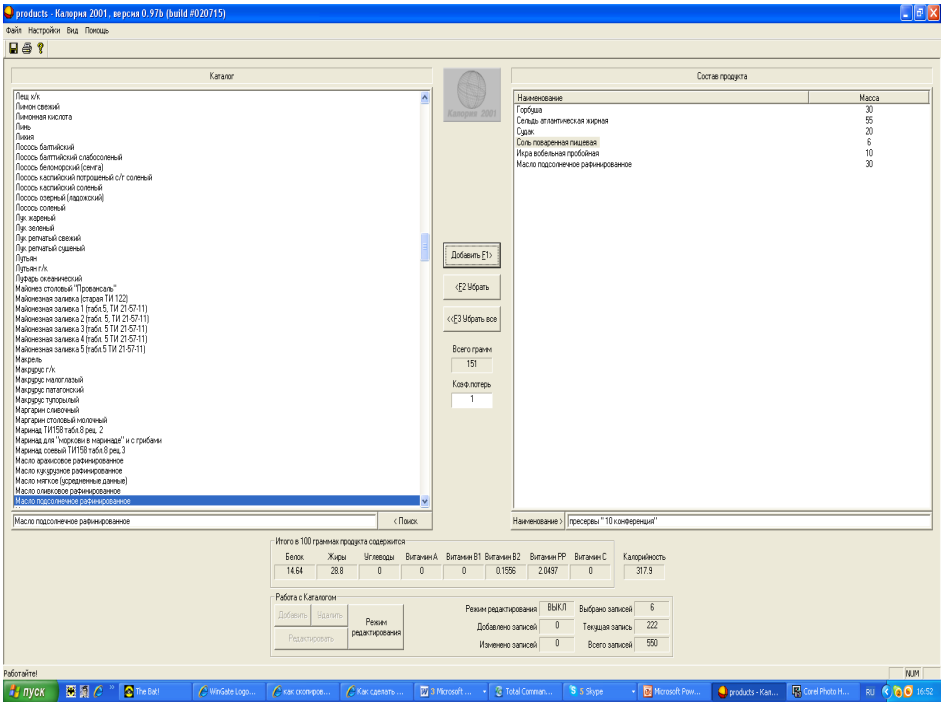 products - Калория 2001, версия 0.97b (build #020715)
Файл Настройки Вид Помощь
Каталог
Лещ х/к
Лимон свежий
Лимонная кислота
Линь
Лихия
Лосось балтийский
Лосось балттийский слабосоленый
Лосось беломорский (семга)
Лосось каспийский потрошеный с/г соленый
Лосось каспийский соленый
Лосось озерный (ладожский)
Лосось соленый
Лук жареный
Лук зеленый
Лук репчатый свежий
Лук репчатый сушеный
Лутьян
Лутьян г/к
Луфарь океанический
Майонез столовый "Провансаль"
Майонезная заливка (старая ТИ 122)
Майонезная заливка 1 (табл.5, ТИ 21-57-11)
Майонезная заливка 2 (табл. 5, ТИ 21-57-11)
Майонезная заливка 3 (табл. 5 ТИ 21-57-11)
Майонезная заливка 4 (табл. 5 ТИ 21-57-11)
Майонезная заливка 5 (табл.5 ТИ 21-57-11)
Макрель
Макрурус г/к
Макрурус малоглазый
Макрурус патагонский
Макрурус тупорылый
Маргарин сливочный
Маргарин столовый молочный
Маринад ТИ158 табл.8 рец. 2
Маринад для "моркови в маринаде" и с грибами
Маринад соевый ТИ158 табл.8 рец.3
Масло арахисовое рафинированное
Масло кукурузное рафинированное
Масло мягкое (усредненные данные)
Масло оливковое рафинированное
Масло подсолнечное рафинированное
Масло подсолнечное рафинированное
< Поиск
Калория 2001
Добавить F1>
<F2 Убрать
<<F3 Убрать все
Всего грамм
151
Коэф.потерь
1
Состав продукта
Наименование Масса
Горбуша 30
Сельдь атлантическая жирная 55
Судак 20
Соль поваренная пищевая 6
Икра вобельная пробойная 10
Масло подсолнечное рафинированное 30
Наименование > пресервы " 10 конференция"
Итого в 100 граммах продукта содержится
Белок Жиры Углеводы Витамин А Витамин В1 Витамин В2 Витамин РР Витамин С Калорийность
14.64 28.8 0 0 0 0.1556 2.0497 0 317.9
Работа с Каталогом
Добавить Удалить
Редактировать
Режим редактирования
Режим редактирования ВЫКЛ Выбрано записей 6
Добавлено записей 0 Текущая запись 222
Изменено записей 0 Всего записей 550
Работайте!
NUM
пуск
The Bat!
WinGate Logo...
как скопиров...
Как сделать ...
3 Microsoft ...
Total Comman...
5 Skype
Microsoft Pow...
products - Кал...
Corel Photo H...
RU
16:52